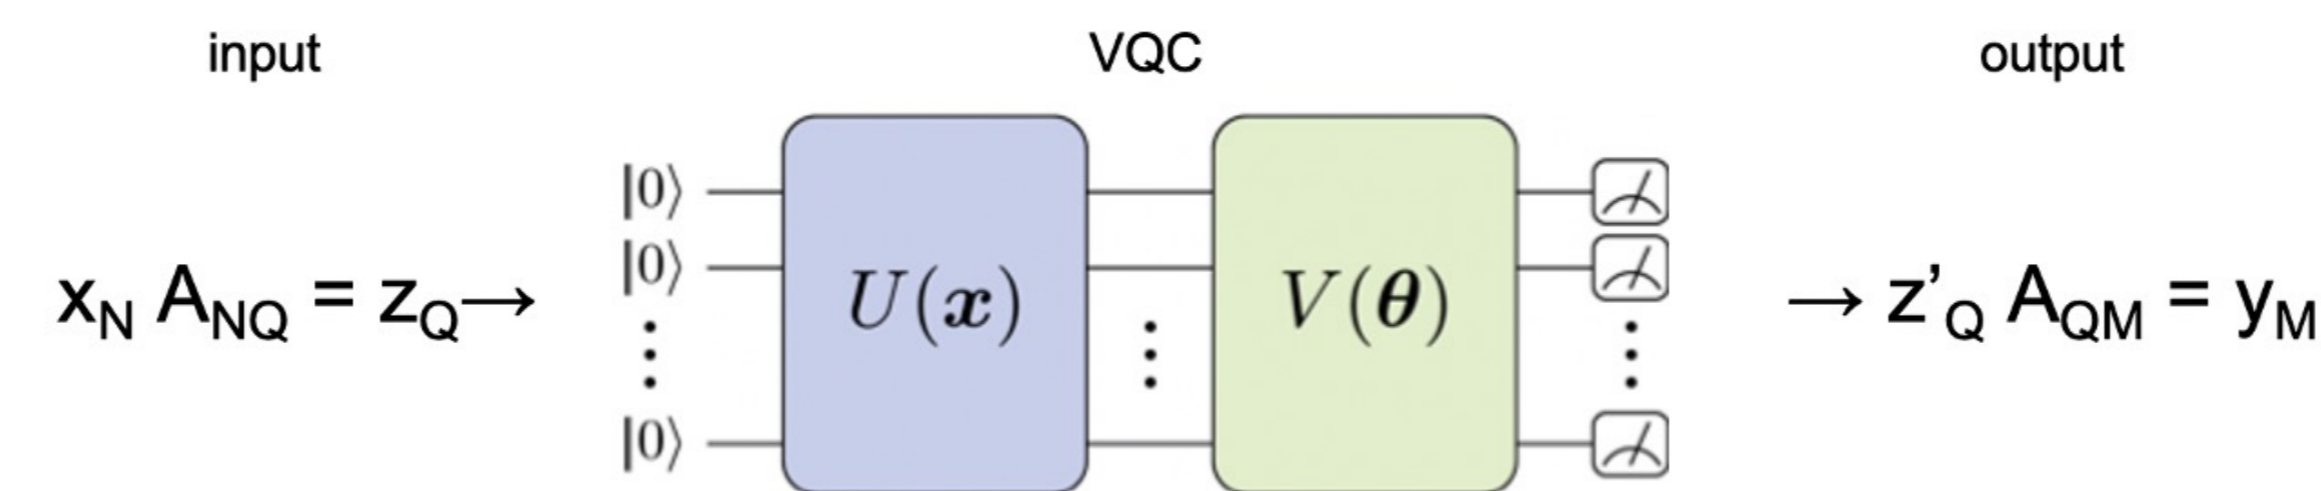 input VQC output
|0⟩
|0⟩
x_N A_NQ = z_Q→ U(x) V(θ) → z’_Q A_QM = y_M
|0⟩